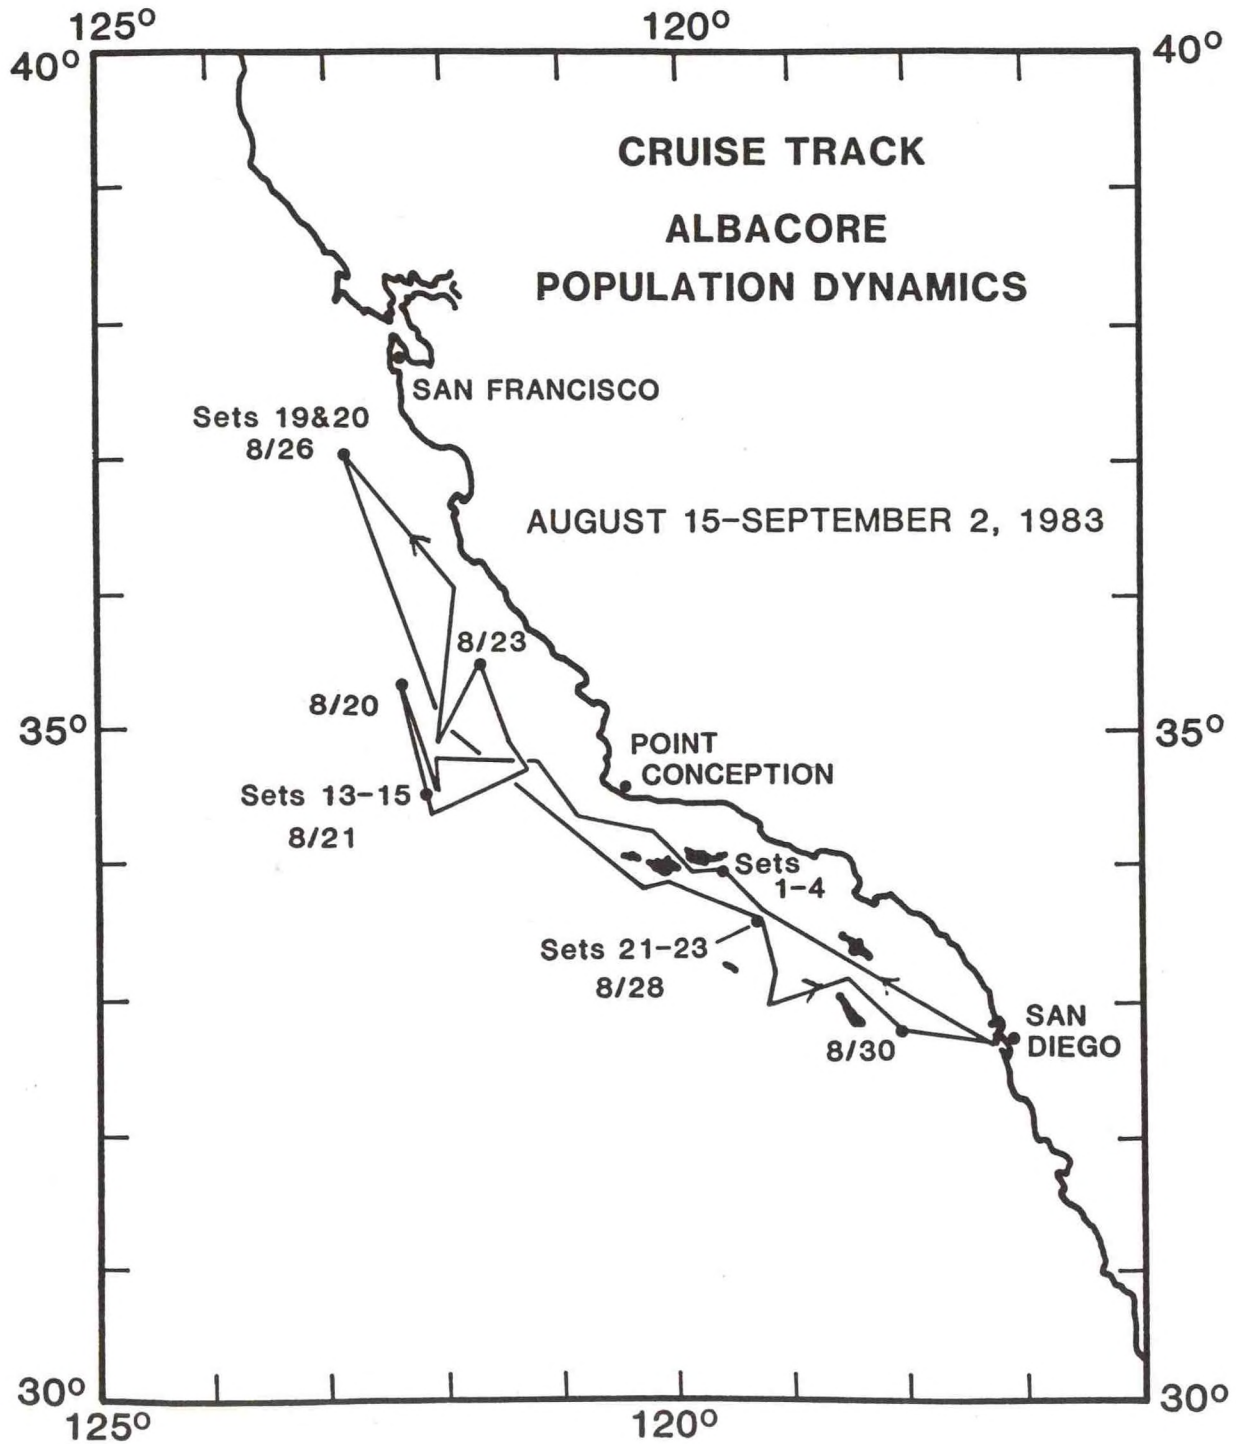 125° 120°
40° 40°
CRUISE TRACK
ALBACORE
POPULATION DYNAMICS
SAN FRANCISCO
Sets 19&20
8/26
AUGUST 15–SEPTEMBER 2, 1983
8/23
8/20
35° 35°
POINT
CONCEPTION
Sets 13–15
8/21
Sets
1–4
Sets 21–23
8/28
SAN
DIEGO
8/30
30° 30°
125° 120°